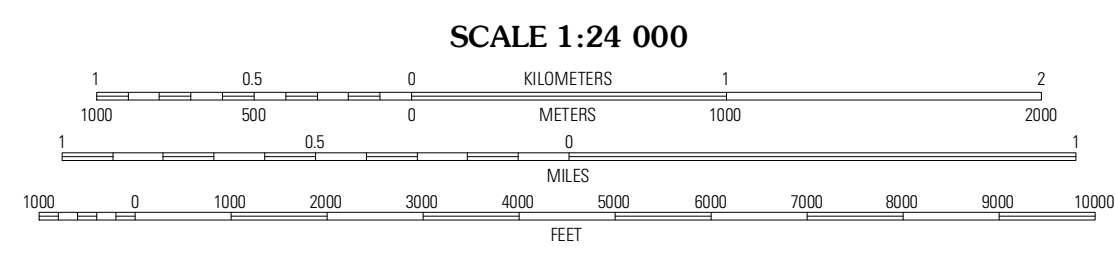 SCALE 1:24 000
1 0.5 0 KILOMETERS 1 2
1000 500 0 METERS 1000 2000
1 0.5 0 1
MILES
1000 0 1000 2000 3000 4000 5000 6000 7000 8000 9000 10000
FEET